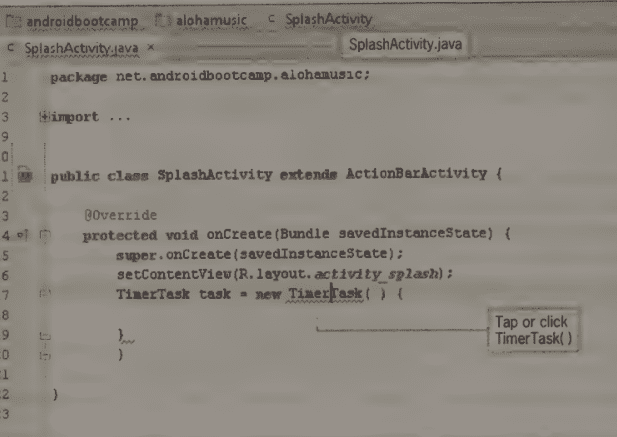 androidbootcamp alohamusic C SplashActivity
C SplashActivity.java × SplashActivity.java
1 package net.androidbootcamp.alohamusic;
2
3 import ...
9
0
1 public class SplashActivity extends ActionBarActivity {
2
3 @Override
4 protected void onCreate(Bundle savedInstanceState) {
5 super.onCreate(savedInstanceState);
6 setContentView(R.layout.activity_splash);
7 TimerTask task = new TimerTask( ) {
8
9 }
0 }
1
2 }
3
Tap or click
TimerTask( )